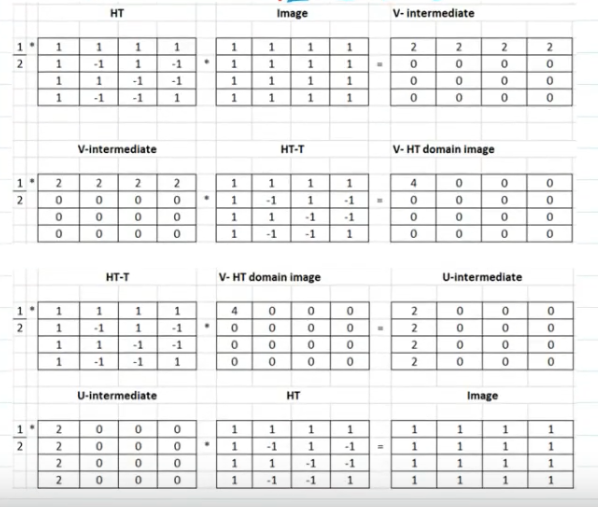 HT Image V- intermediate
1 * 1 1 1 1 1 1 1 1 2 2 2 2
2 1 -1 1 -1 * 1 1 1 1 = 0 0 0 0
1 1 -1 -1 1 1 1 1 0 0 0 0
1 -1 -1 1 1 1 1 1 0 0 0 0
V-intermediate HT-T V- HT domain image
1 * 2 2 2 2 1 1 1 1 4 0 0 0
2 0 0 0 0 * 1 -1 1 -1 = 0 0 0 0
0 0 0 0 1 1 -1 -1 0 0 0 0
0 0 0 0 1 -1 -1 1 0 0 0 0
HT-T V- HT domain image U-intermediate
1 * 1 1 1 1 4 0 0 0 2 0 0 0
2 1 -1 1 -1 * 0 0 0 0 = 2 0 0 0
1 1 -1 -1 0 0 0 0 2 0 0 0
1 -1 -1 1 0 0 0 0 2 0 0 0
U-intermediate HT Image
1 * 2 0 0 0 1 1 1 1 1 1 1 1
2 2 0 0 0 * 1 -1 1 -1 = 1 1 1 1
2 0 0 0 1 1 -1 -1 1 1 1 1
2 0 0 0 1 -1 -1 1 1 1 1 1